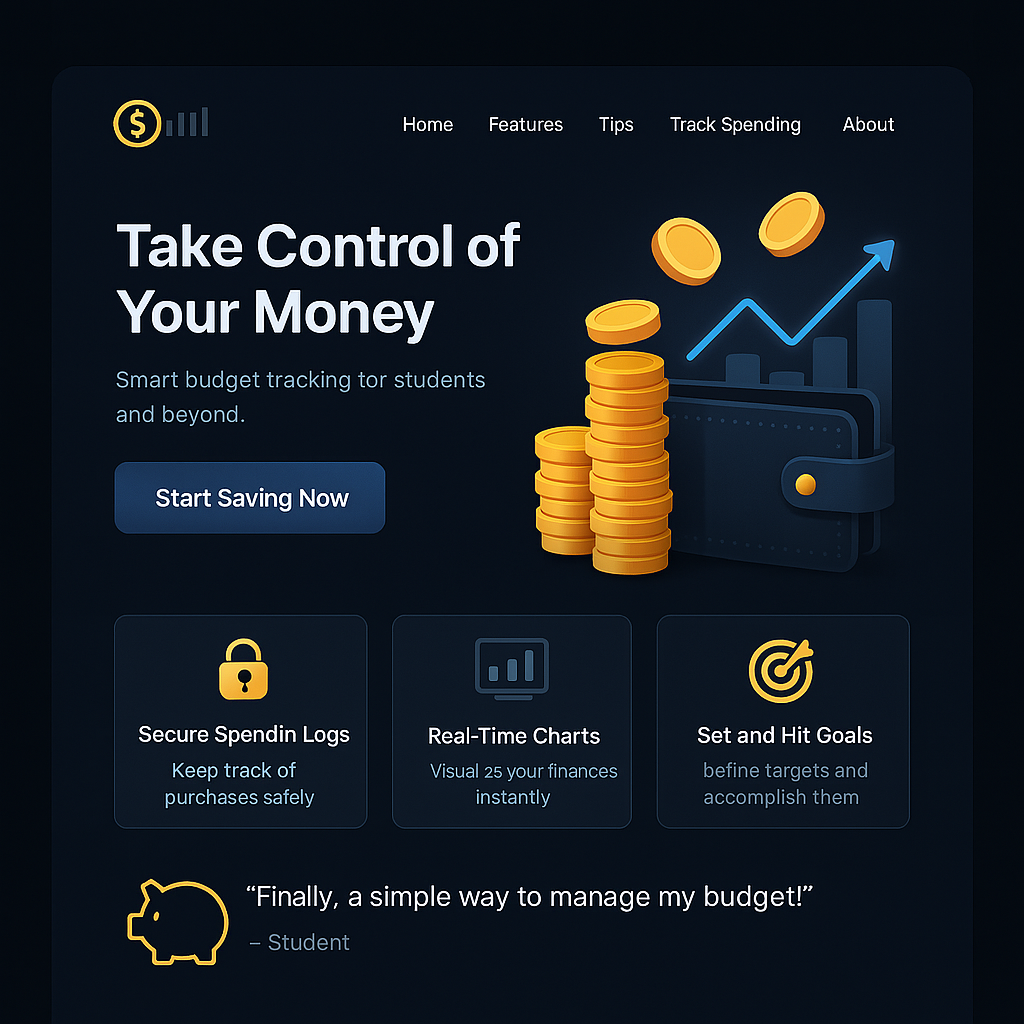 $
Home Features Tips Track Spending About
Take Control of
Your Money
Smart budget tracking tor students
and beyond.
Start Saving Now
Secure Spendin Logs
Keep track of
purchases safely
Real-Time Charts
Visual 25 your finances
instantly
Set and Hit Goals
befine targets and
accomplish them
“Finally, a simple way to manage my budget!”
– Student